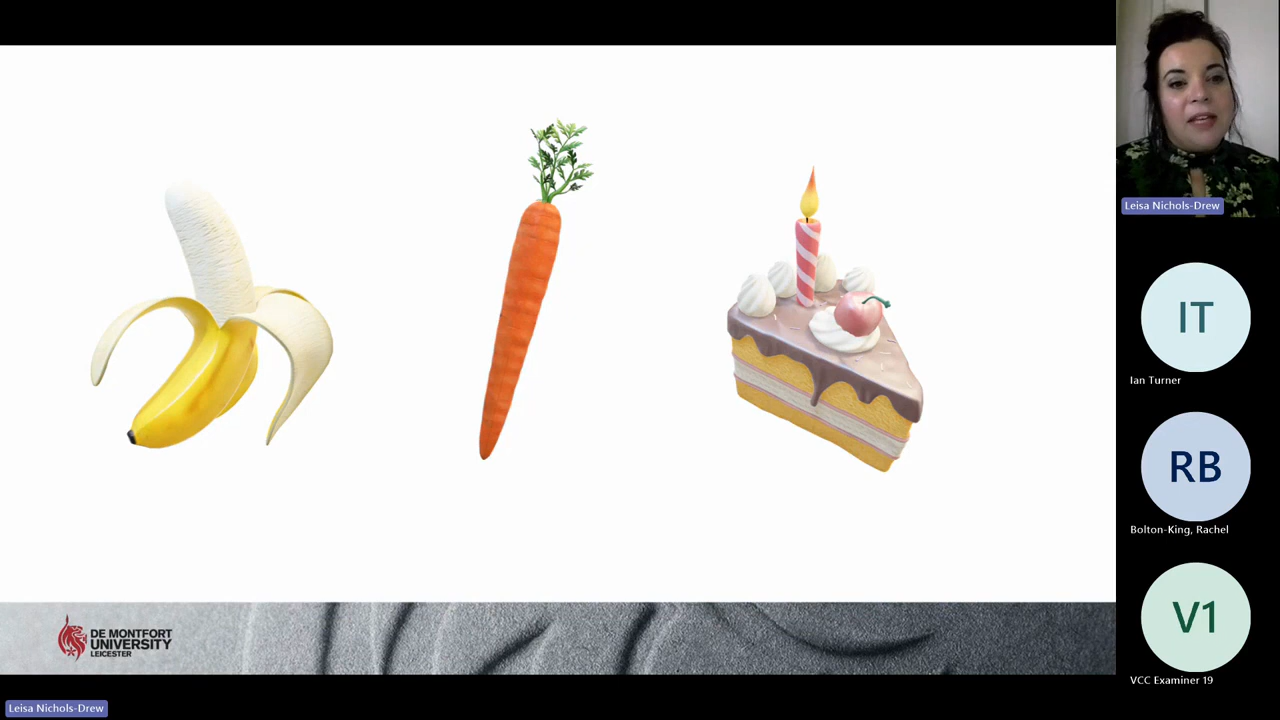 Leisa Nichols-Drew
IT
Ian Turner
RB
Bolton-King, Rachel
V1
VCC Examiner 19
DE MONTFORT
UNIVERSITY
LEICESTER
Leisa Nichols-Drew